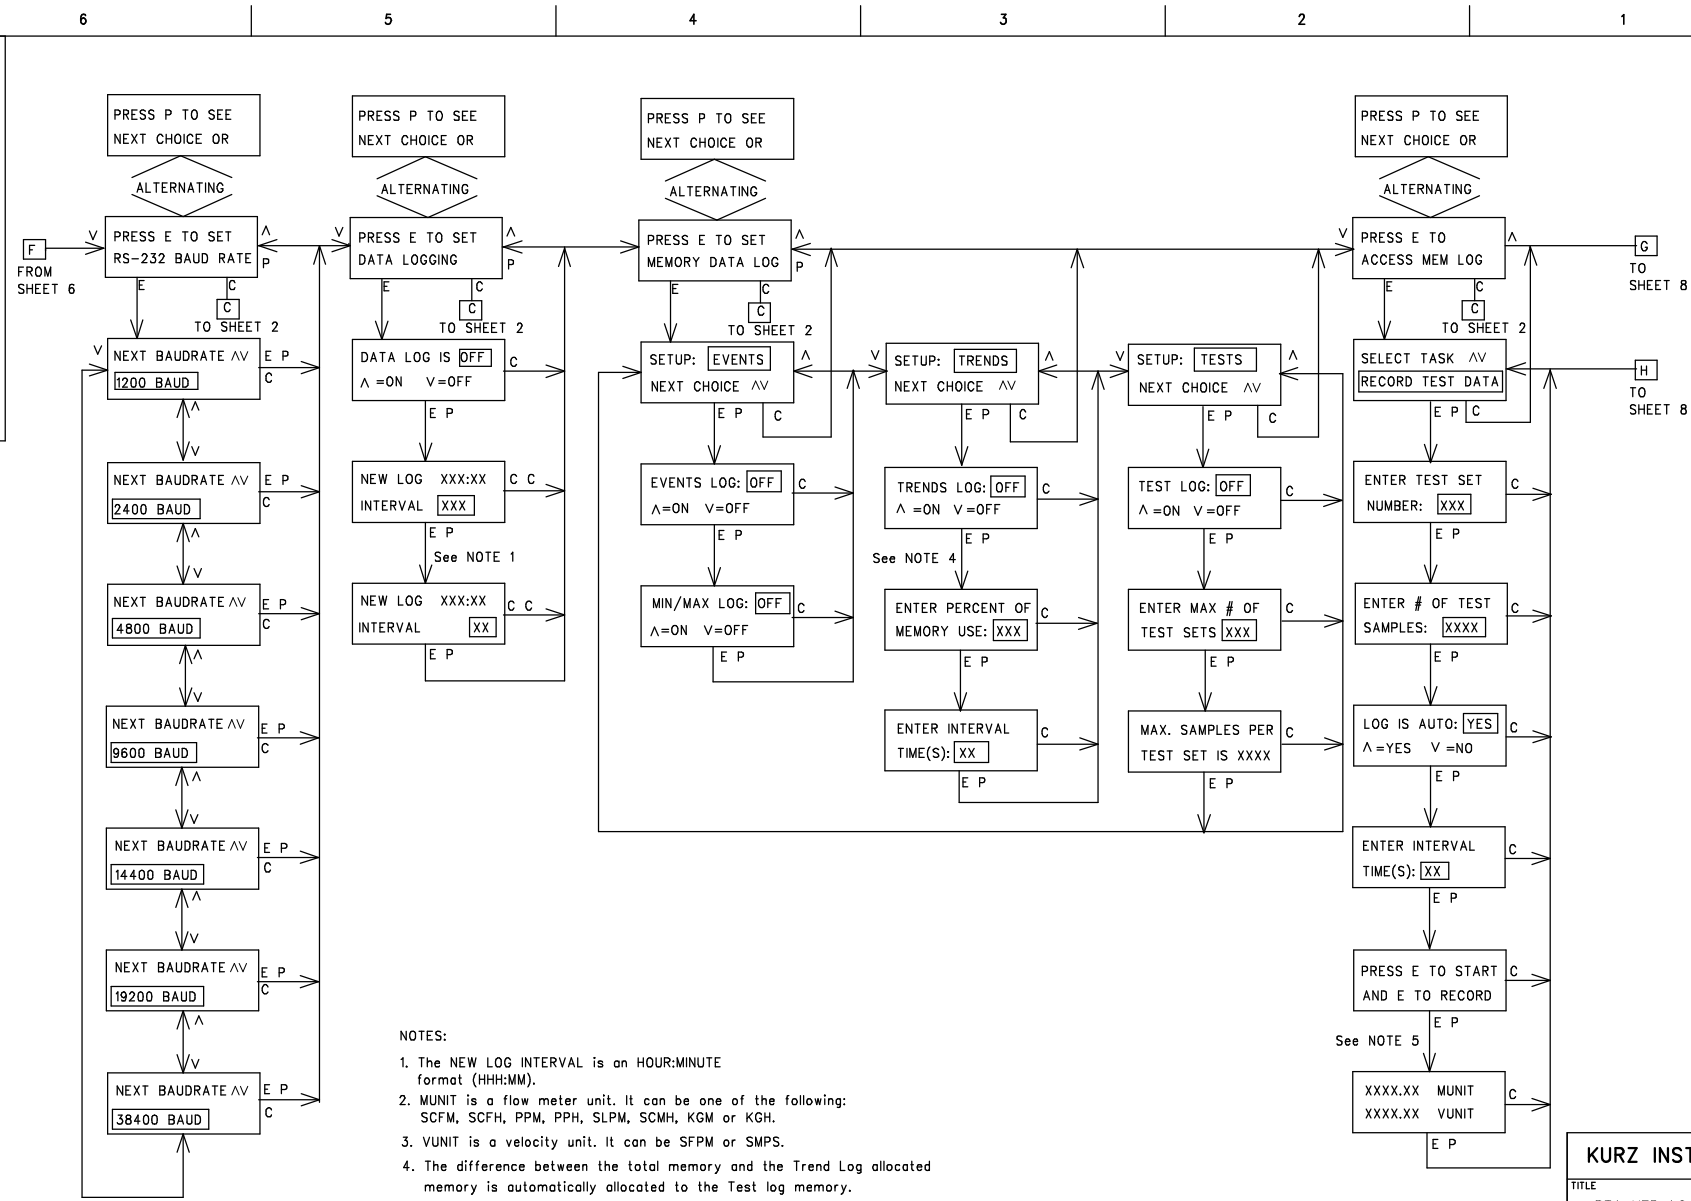 6 5 4 3 2 1
PRESS P TO SEE
NEXT CHOICE OR
ALTERNATING
F
FROM
SHEET 6
V
PRESS E TO SET
RS-232 BAUD RATE
Λ
P
E
C
C
TO SHEET 2
V
NEXT BAUDRATE ΛV
1200 BAUD
E P
C
Λ
V
NEXT BAUDRATE ΛV
2400 BAUD
E P
C
Λ
V
NEXT BAUDRATE ΛV
4800 BAUD
E P
C
Λ
V
NEXT BAUDRATE ΛV
9600 BAUD
E P
C
Λ
V
NEXT BAUDRATE ΛV
14400 BAUD
E P
C
Λ
V
NEXT BAUDRATE ΛV
19200 BAUD
E P
C
Λ
V
NEXT BAUDRATE ΛV
38400 BAUD
E P
C
PRESS P TO SEE
NEXT CHOICE OR
ALTERNATING
V
PRESS E TO SET
DATA LOGGING
Λ
P
E
C
C
TO SHEET 2
DATA LOG IS OFF
Λ =ON V=OFF
C
E P
NEW LOG XXX:XX
INTERVAL XXX
C C
E P
See NOTE 1
NEW LOG XXX:XX
INTERVAL XX
C C
E P
PRESS P TO SEE
NEXT CHOICE OR
ALTERNATING
PRESS E TO SET
MEMORY DATA LOG
Λ
P
E
C
C
TO SHEET 2
SETUP: EVENTS
NEXT CHOICE ΛV
Λ
E P
C
EVENTS LOG: OFF
Λ=ON V=OFF
C
E P
MIN/MAX LOG: OFF
Λ=ON V=OFF
C
E P
V
SETUP: TRENDS
NEXT CHOICE ΛV
Λ
E P
C
TRENDS LOG: OFF
Λ =ON V=OFF
C
E P
See NOTE 4
ENTER PERCENT OF
MEMORY USE: XXX
C
E P
ENTER INTERVAL
TIME(S): XX
C
E P
V
SETUP: TESTS
NEXT CHOICE ΛV
Λ
E P
C
TEST LOG: OFF
Λ =ON V=OFF
C
E P
ENTER MAX # OF
TEST SETS XXX
C
E P
MAX. SAMPLES PER
TEST SET IS XXXX
C
E P
PRESS P TO SEE
NEXT CHOICE OR
ALTERNATING
V
PRESS E TO
ACCESS MEM LOG
Λ
G
TO
SHEET 8
E
C
C
TO SHEET 2
SELECT TASK ΛV
RECORD TEST DATA
H
TO
SHEET 8
E P
C
ENTER TEST SET
NUMBER: XXX
C
E P
ENTER # OF TEST
SAMPLES: XXXX
C
E P
LOG IS AUTO: YES
Λ =YES V =NO
C
E P
ENTER INTERVAL
TIME(S): XX
C
E P
PRESS E TO START
AND E TO RECORD
C
E P
See NOTE 5
XXXX.XX MUNIT
XXXX.XX VUNIT
C
E P
NOTES:
1. The NEW LOG INTERVAL is an HOUR:MINUTE
format (HHH:MM).
2. MUNIT is a flow meter unit. It can be one of the following:
SCFM, SCFH, PPM, PPH, SLPM, SCMH, KGM or KGH.
3. VUNIT is a velocity unit. It can be SFPM or SMPS.
4. The difference between the total memory and the Trend Log allocated
memory is automatically allocated to the Test log memory.
KURZ INST
TITLE